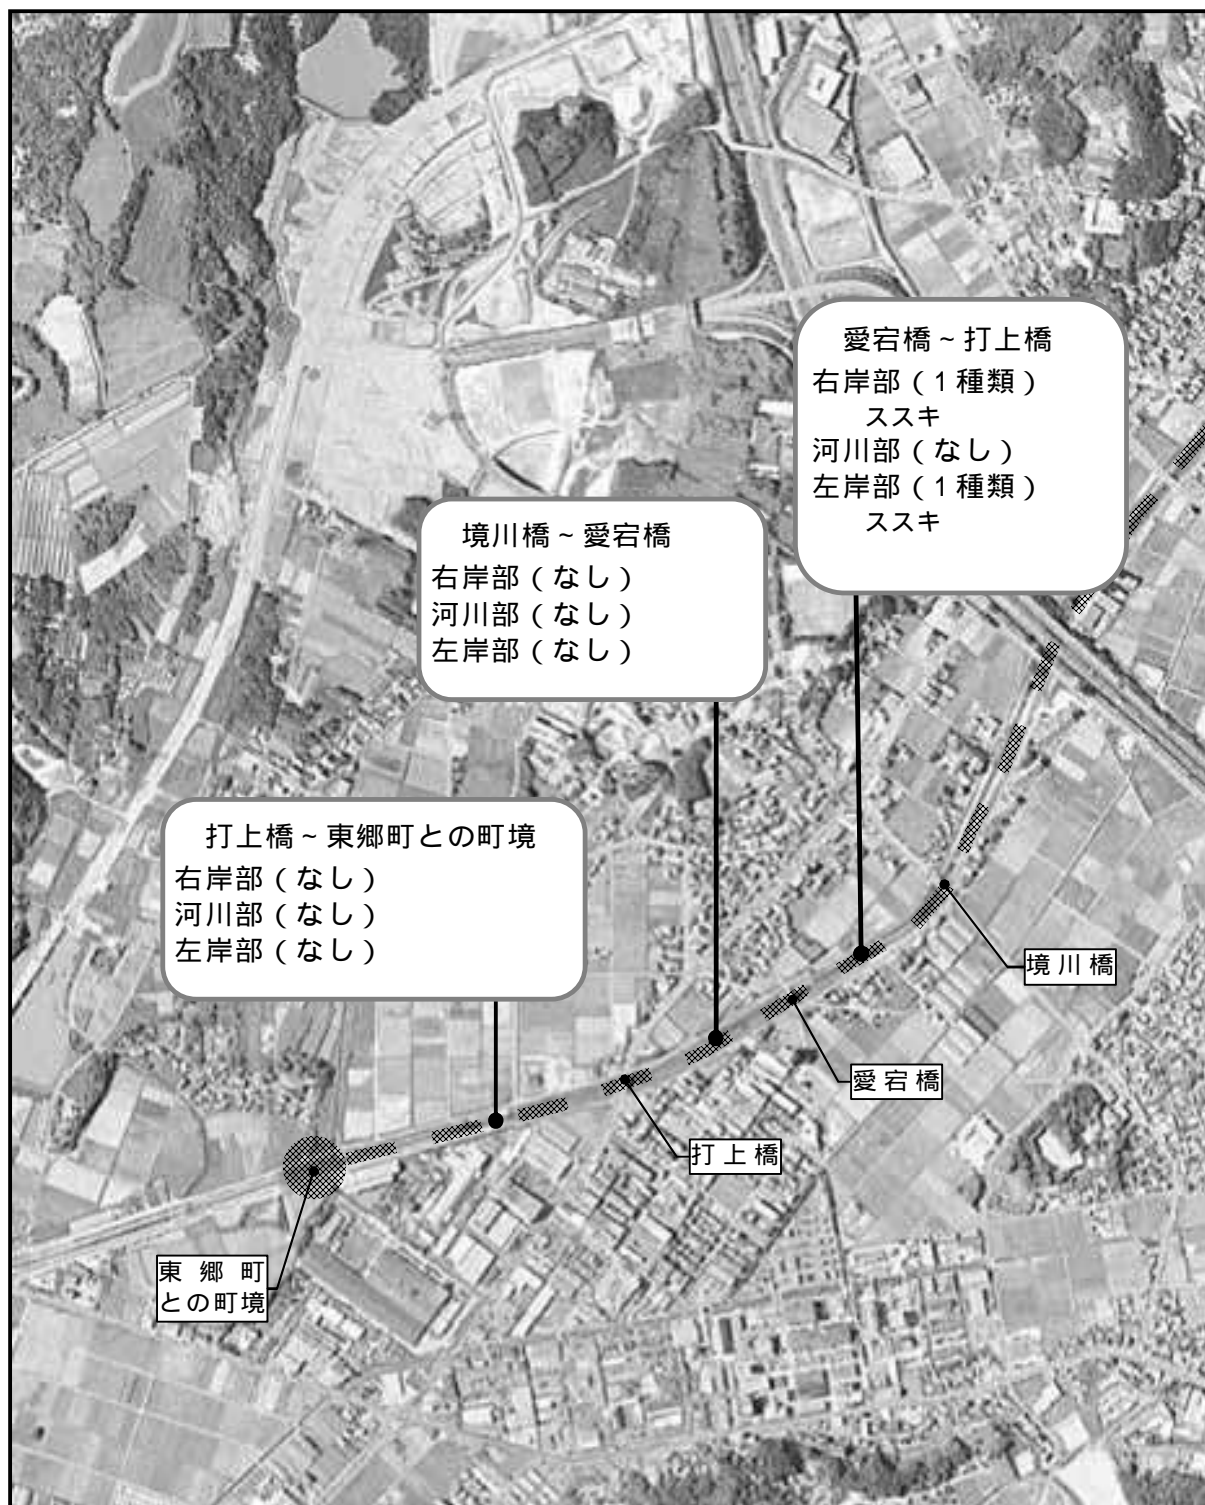 愛宕橋~打上橋
右岸部(1種類)
ススキ
河川部(なし)
左岸部(1種類)
ススキ
境川橋~愛宕橋
右岸部(なし)
河川部(なし)
左岸部(なし)
打上橋~東郷町との町境
右岸部(なし)
河川部(なし)
左岸部(なし)
境川橋
愛宕橋
打上橋
東郷町
との町境